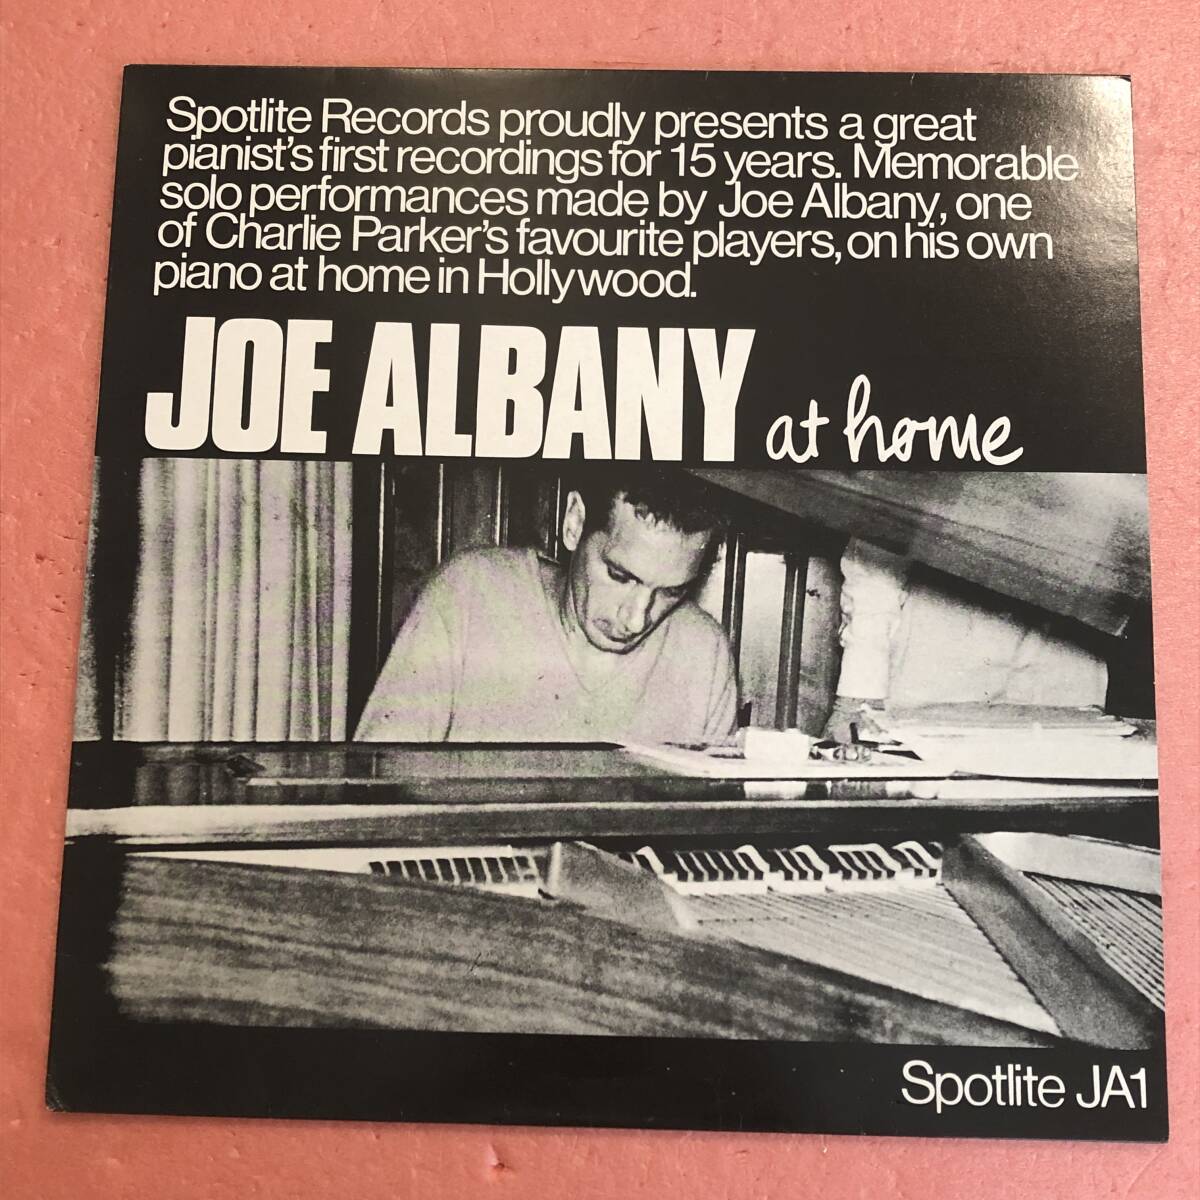 Spotlite Records proudly presents a great
pianist's first recordings for 15 years. Memorable
solo performances made by Joe Albany, one
of Charlie Parker's favourite players, on his own
piano at home in Hollywood.
JOE ALBANY at home
Spotlite JA1